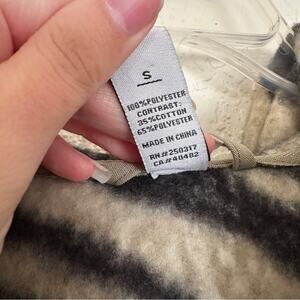 S
100%POLYESTER
CONTRAST:
35%COTTON
65%POLYESTER
MADE IN CHINA
RN#250317
CA#40482